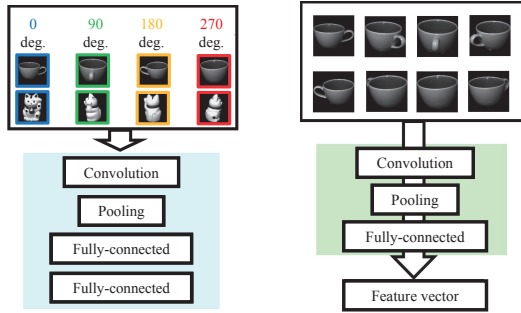 0 90 180 270
deg. deg. deg. deg.
Convolution
Pooling
Fully-connected
Fully-connected
Convolution
Pooling
Fully-connected
Feature vector